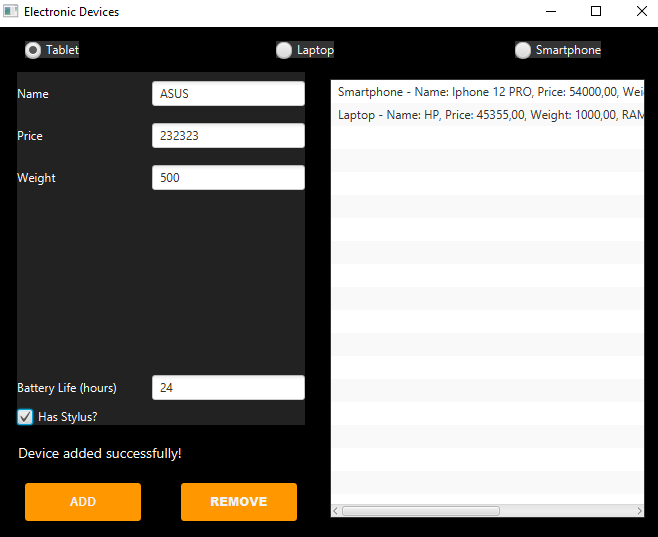 Electronic Devices
Tablet Laptop Smartphone
Name ASUS
Price 232323
Weight 500
Battery Life (hours) 24
Has Stylus?
Device added successfully!
ADD REMOVE
Smartphone - Name: Iphone 12 PRO, Price: 54000,00, Wei
Laptop - Name: HP, Price: 45355,00, Weight: 1000,00, RAM